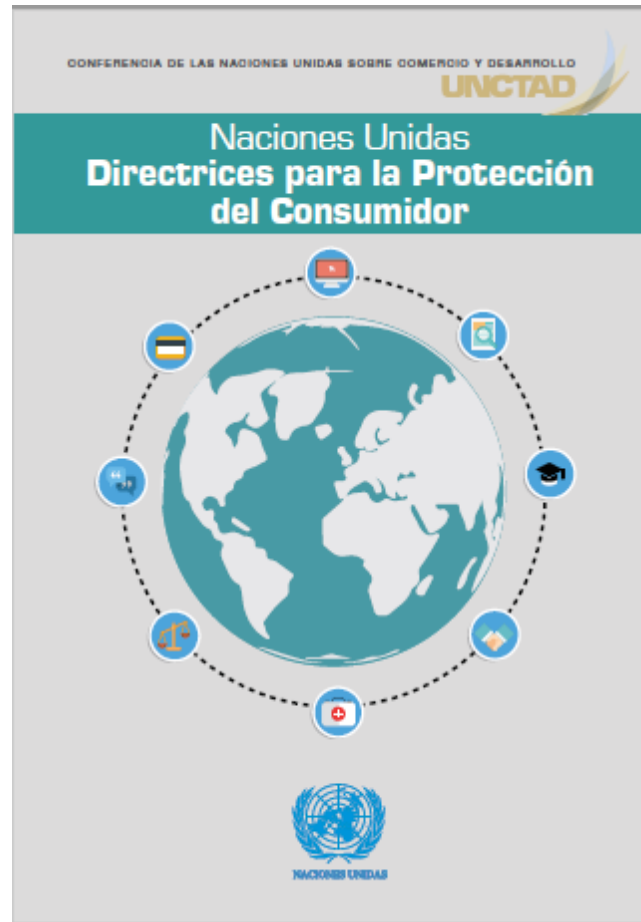 CONFERENCIA DE LAS NACIONES UNIDAS SOBRE COMERCIO Y DESARROLLO
UNCTAD
Naciones Unidas
Directrices para la Protección
del Consumidor
NACIONES UNIDAS